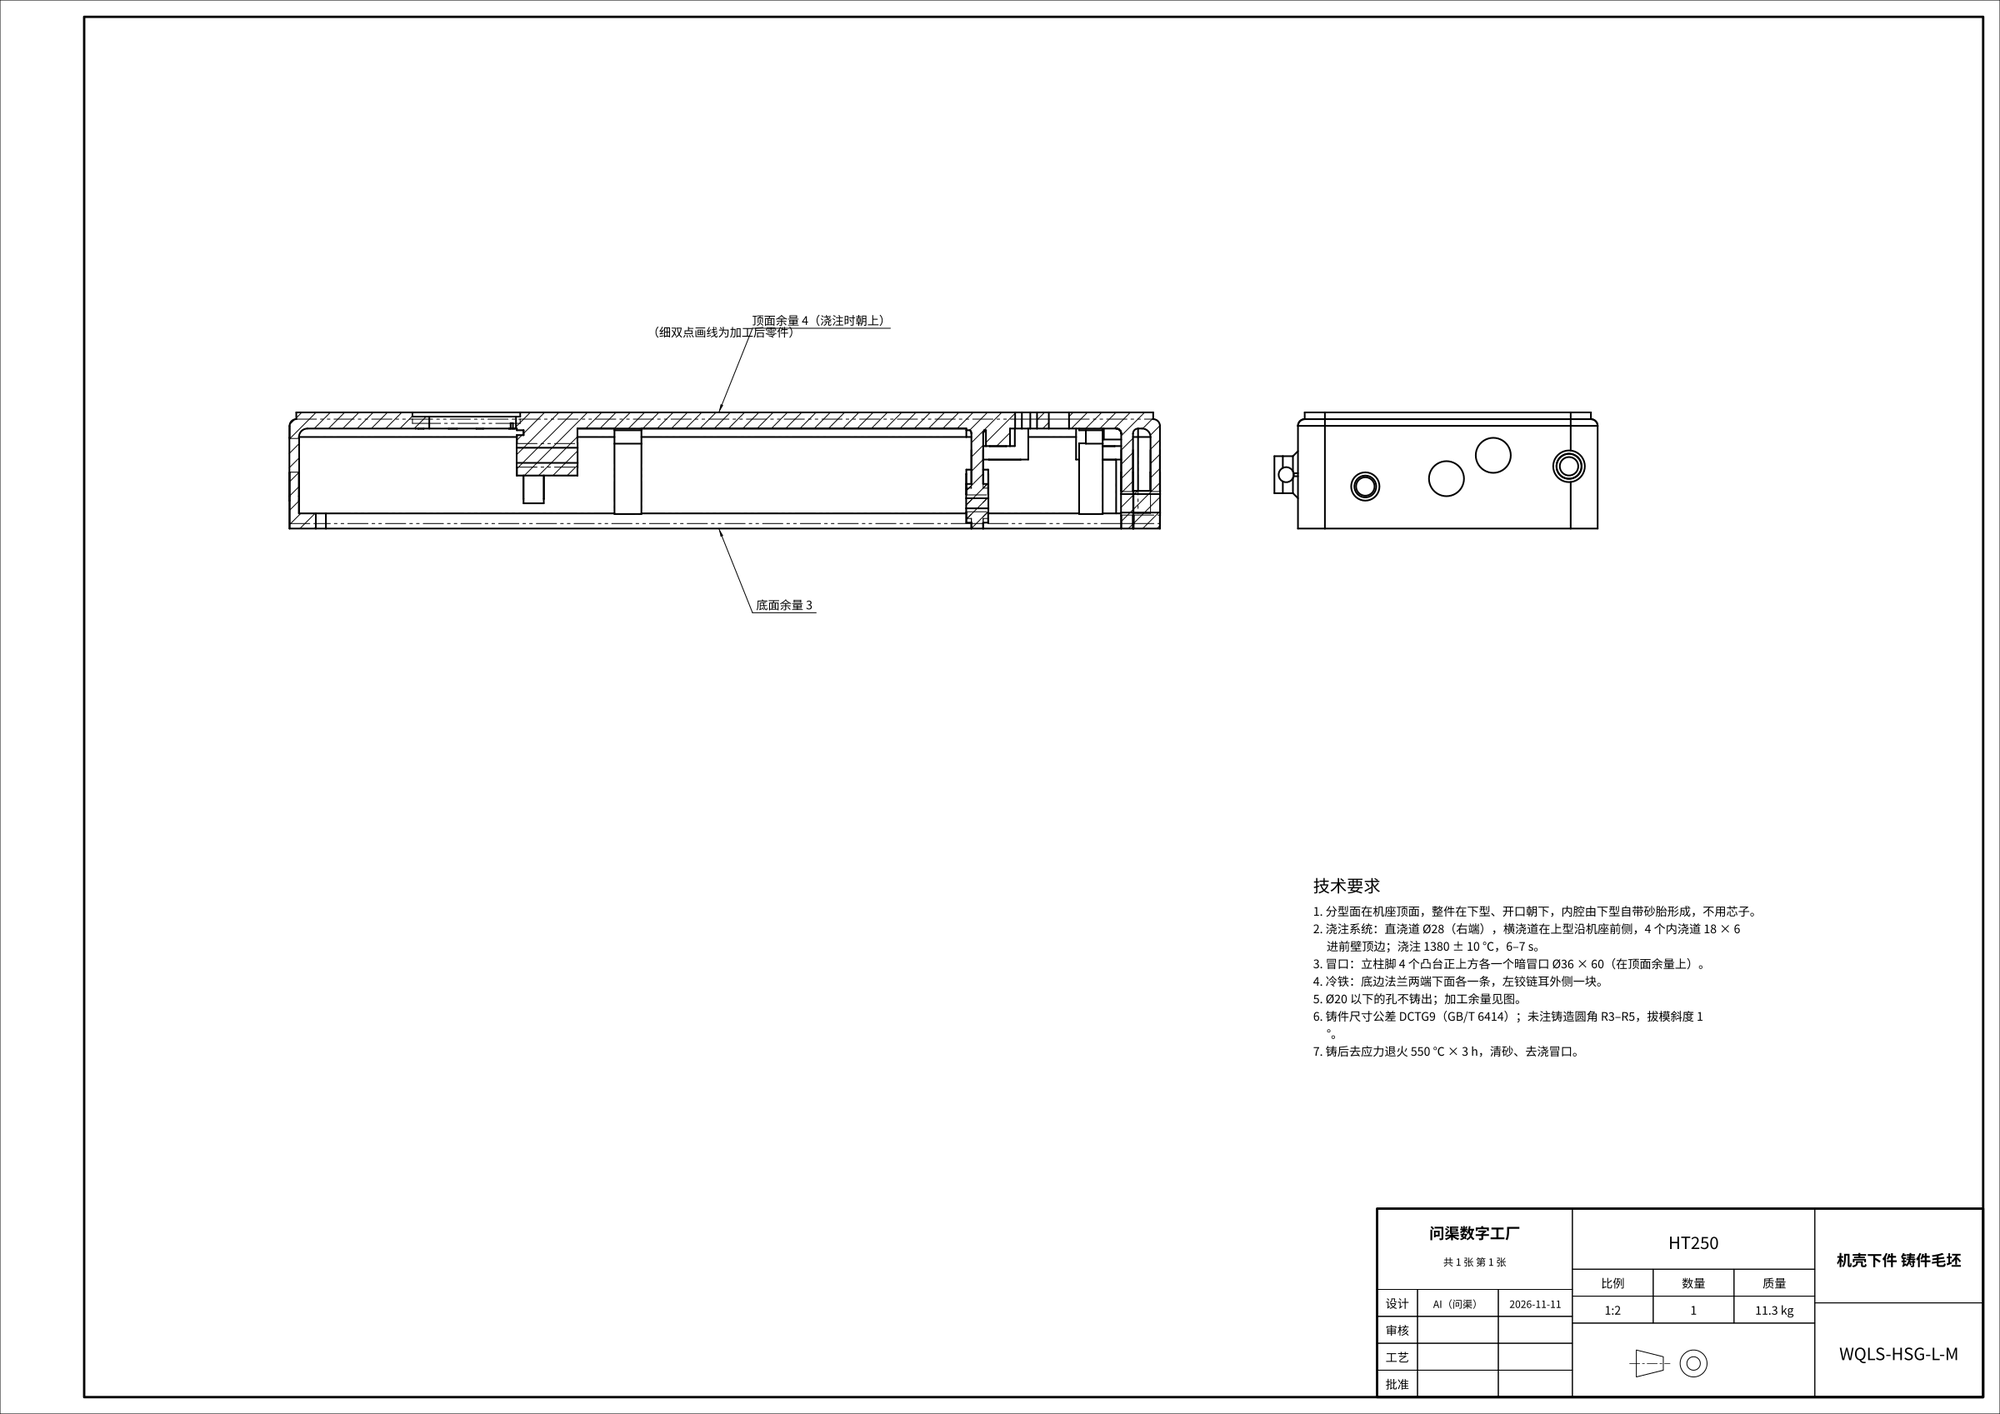 顶面余量 4（浇注时朝上）
（细双点画线为加工后零件）
底面余量 3
技术要求
1. 分型面在机座顶面，整件在下型、开口朝下，内腔由下型自带砂胎形成，不用芯子。
2. 浇注系统：直浇道 Ø28（右端），横浇道在上型沿机座前侧，4 个内浇道 18 × 6
进前壁顶边；浇注 1380 ± 10 °C，6–7 s。
3. 冒口：立柱脚 4 个凸台正上方各一个暗冒口 Ø36 × 60（在顶面余量上）。
4. 冷铁：底边法兰两端下面各一条，左铰链耳外侧一块。
5. Ø20 以下的孔不铸出；加工余量见图。
6. 铸件尺寸公差 DCTG9（GB/T 6414）；未注铸造圆角 R3–R5，拔模斜度 1
°。
7. 铸后去应力退火 550 °C × 3 h，清砂、去浇冒口。
问渠数字工厂
共 1 张 第 1 张
HT250
机壳下件 铸件毛坯
比例 数量 质量
1:2 1 11.3 kg
设计 AI（问渠） 2026-11-11
审核
工艺
批准
WQLS-HSG-L-M